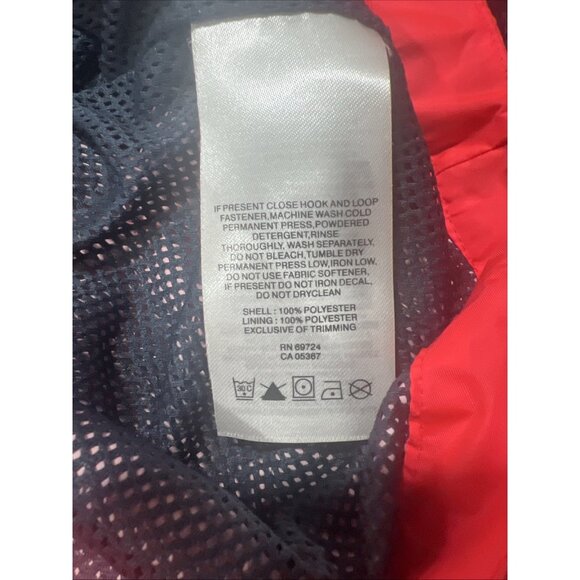 IF PRESENT CLOSE HOOK AND LOOP
FASTENER,MACHINE WASH COLD
PERMANENT PRESS,POWDERED
DETERGENT,RINSE
THOROUGHLY, WASH SEPARATELY,
DO NOT BLEACH,TUMBLE DRY
PERMANENT PRESS LOW,IRON LOW.
DO NOT USE FABRIC SOFTENER,
IF PRESENT DO NOT IRON DECAL,
DO NOT DRYCLEAN
SHELL : 100% POLYESTER
LINING : 100% POLYESTER
EXCLUSIVE OF TRIMMING
RN 69724
CA 05367
30 C